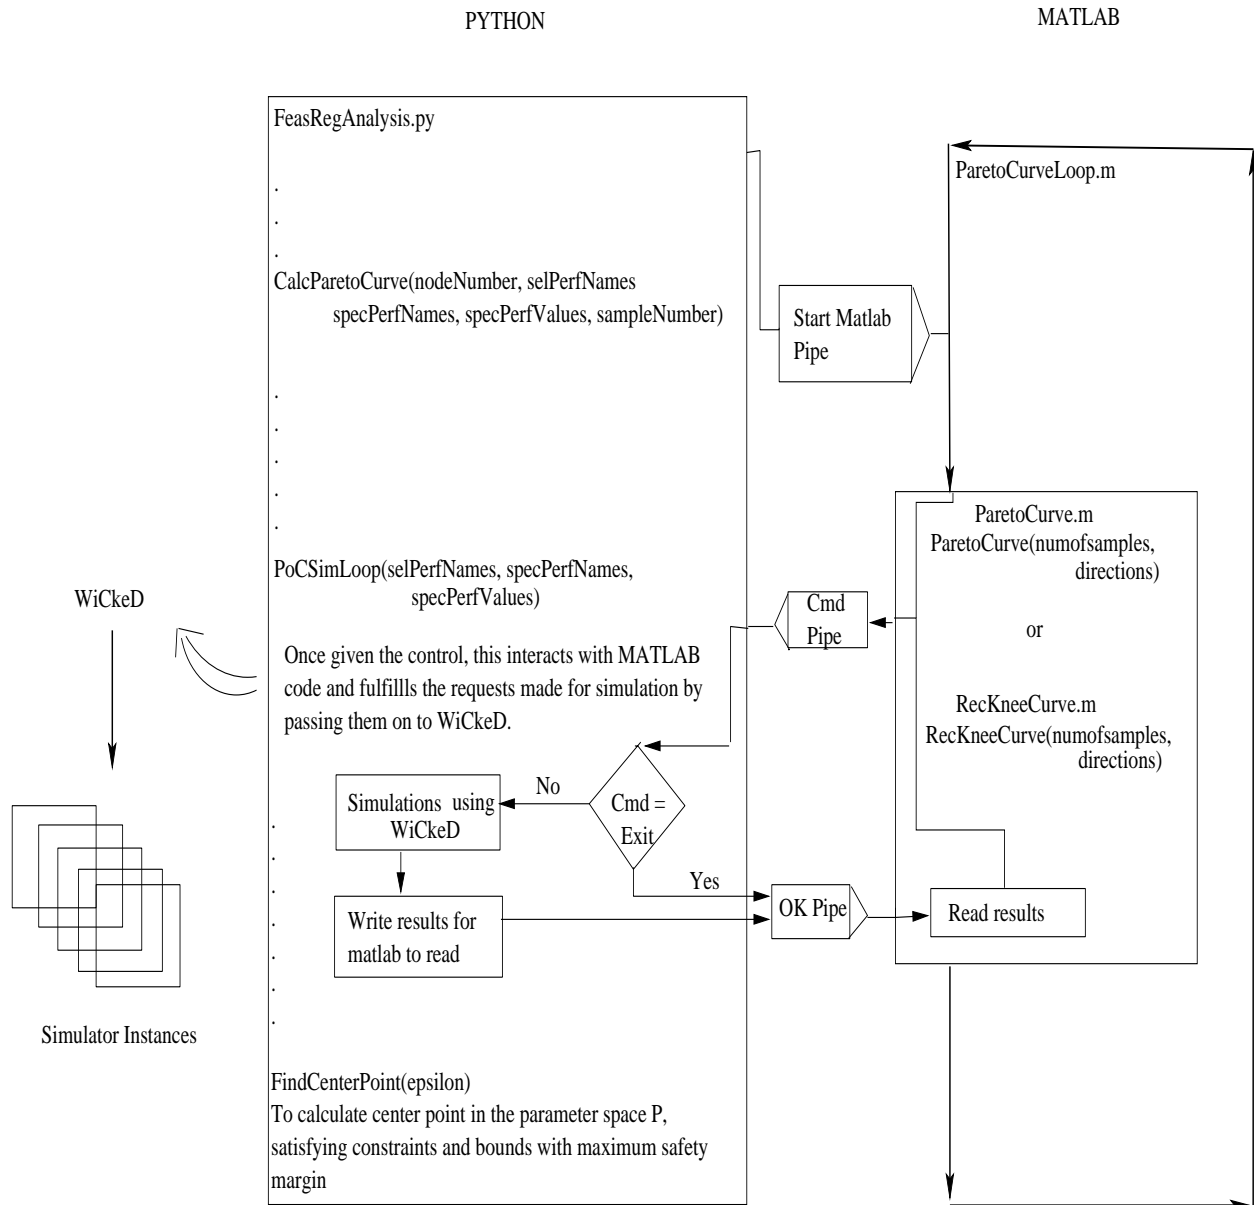 PYTHON
MATLAB
FeasRegAnalysis.py
.
.
.
CalcParetoCurve(nodeNumber, selPerfNames
specPerfNames, specPerfValues, sampleNumber)
.
.
.
.
.
PoCSimLoop(selPerfNames, specPerfNames,
specPerfValues)
Once given the control, this interacts with MATLAB
code and fulfillls the requests made for simulation by
passing them on to WiCkeD.
Cmd =
Exit
No
Yes
Simulations using
WiCkeD
Write results for
matlab to read
.
.
.
.
.
.
.
FindCenterPoint(epsilon)
To calculate center point in the parameter space P,
satisfying constraints and bounds with maximum safety
margin
WiCkeD
Simulator Instances
Start Matlab
Pipe
Cmd
Pipe
OK Pipe
ParetoCurveLoop.m
ParetoCurve.m
ParetoCurve(numofsamples,
directions)
or
RecKneeCurve.m
RecKneeCurve(numofsamples,
directions)
Read results